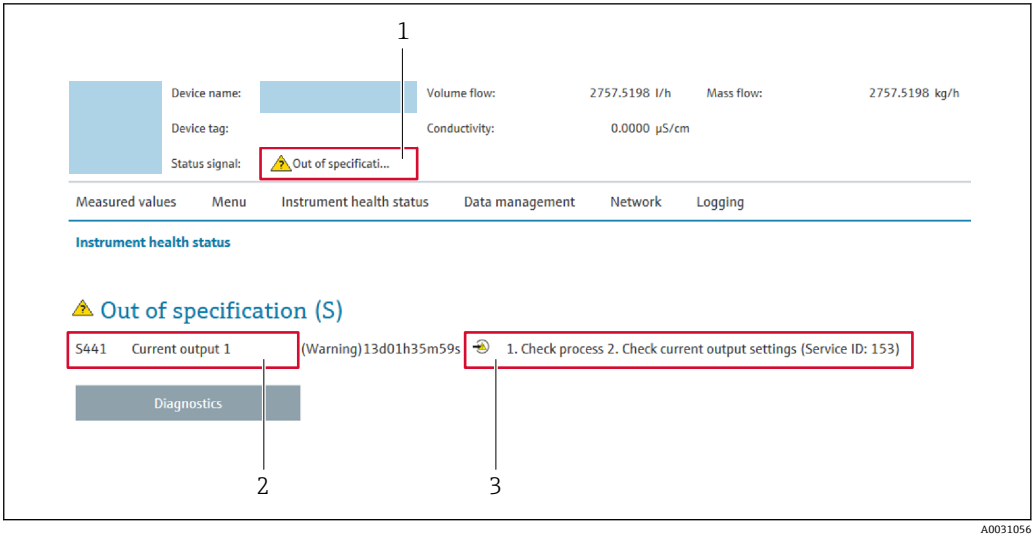 1
Device name: Volume flow: 2757.5198 l/h Mass flow: 2757.5198 kg/h
Device tag: Conductivity: 0.0000 µS/cm
Status signal: Out of specificati...
Measured values Menu Instrument health status Data management Network Logging
Instrument health status
Out of specification (S)
S441 Current output 1 (Warning)13d01h35m59s 1. Check process 2. Check current output settings (Service ID: 153)
Diagnostics
2 3
A0031056